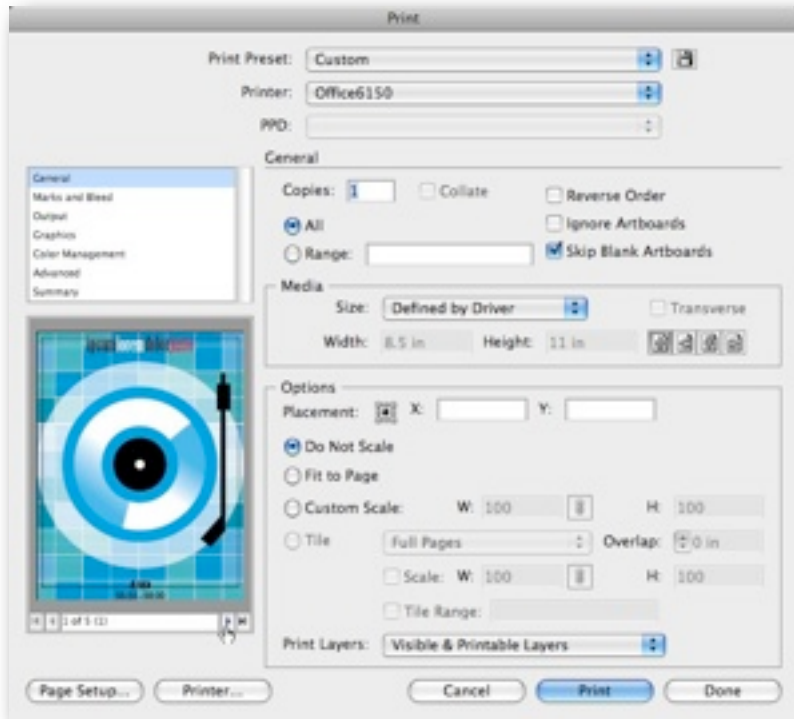 Print
Print Preset: Custom
Printer: Office6150
PPD:
General
Marks and Bleed
Output
Graphics
Color Management
Advanced
Summary
1 of 5 (1)
General
Copies: 1 Collate Reverse Order
All Ignore Artboards
Range: Skip Blank Artboards
Media
Size: Defined by Driver Transverse
Width: 8.5 in Height: 11 in
Options
Placement: X: Y:
Do Not Scale
Fit to Page
Custom Scale: W: 100 H: 100
Tile Full Pages Overlap: 0 in
Scale: W: 100 H: 100
Tile Range:
Print Layers: Visible & Printable Layers
Page Setup... Printer... Cancel Print Done